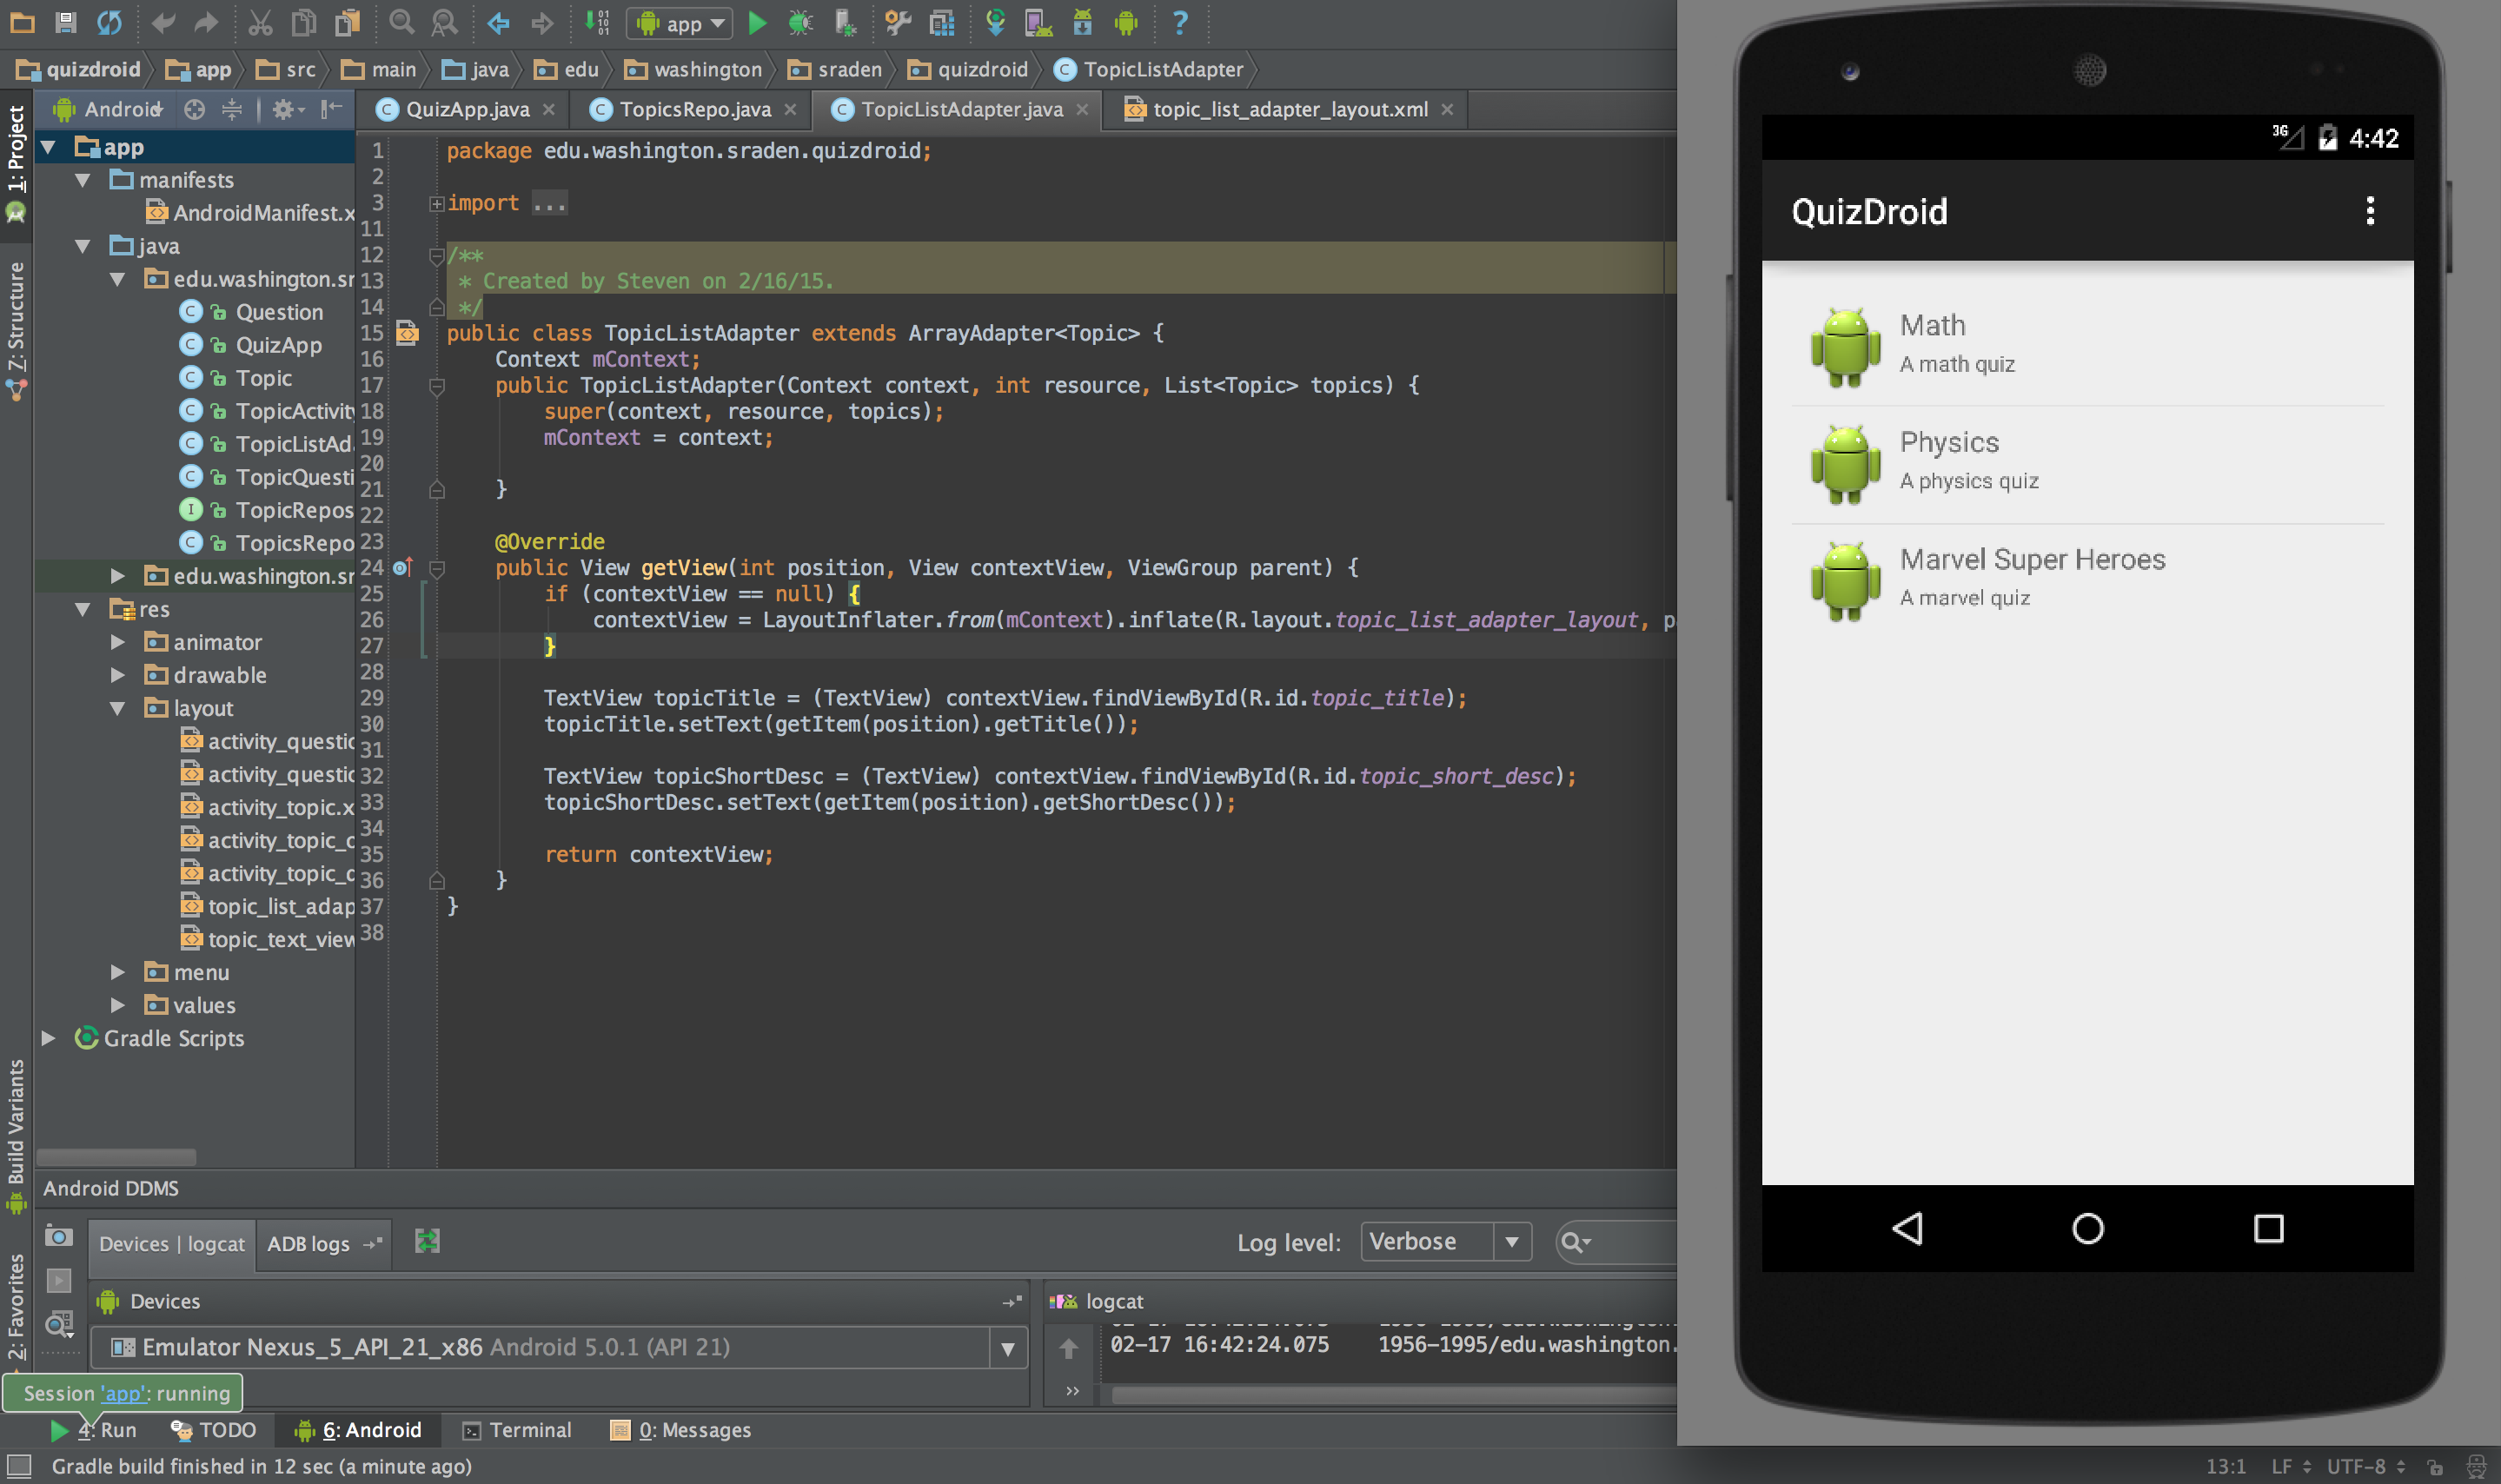 app
quizdroid
app
src
main
java
edu
washington
sraden
quizdroid
TopicListAdapter
1: Project
7: Structure
Build Variants
2: Favorites
Android
app
manifests
AndroidManifest.x
java
edu.washington.sr
Question
QuizApp
Topic
TopicActivity
TopicListAd
TopicQuesti
TopicRepos
TopicsRepo
edu.washington.sr
res
animator
drawable
layout
activity_questic
activity_questic
activity_topic.x
activity_topic_c
activity_topic_c
topic_list_adap
topic_text_view
menu
values
Gradle Scripts
QuizApp.java
TopicsRepo.java
TopicListAdapter.java
topic_list_adapter_layout.xml
1 package edu.washington.sraden.quizdroid;
2
3 import ...
11
12 /**
13 * Created by Steven on 2/16/15.
14 */
15 public class TopicListAdapter extends ArrayAdapter<Topic> {
16 Context mContext;
17 public TopicListAdapter(Context context, int resource, List<Topic> topics) {
18 super(context, resource, topics);
19 mContext = context;
20
21 }
22
23 @Override
24 public View getView(int position, View contextView, ViewGroup parent) {
25 if (contextView == null) {
26 contextView = LayoutInflater.from(mContext).inflate(R.layout.topic_list_adapter_layout, p
27 }
28
29 TextView topicTitle = (TextView) contextView.findViewById(R.id.topic_title);
30 topicTitle.setText(getItem(position).getTitle());
31
32 TextView topicShortDesc = (TextView) contextView.findViewById(R.id.topic_short_desc);
33 topicShortDesc.setText(getItem(position).getShortDesc());
34
35 return contextView;
36 }
37 }
38
Android DDMS
Devices | logcat
ADB logs
Log level:
Verbose
Devices
Emulator Nexus_5_API_21_x86 Android 5.0.1 (API 21)
logcat
02-17 16:42:24.075 1956-1995/edu.washington.
Session 'app': running
4: Run
TODO
6: Android
Terminal
0: Messages
Gradle build finished in 12 sec (a minute ago)
13:1
LF
UTF-8
3G
4:42
QuizDroid
Math
A math quiz
Physics
A physics quiz
Marvel Super Heroes
A marvel quiz